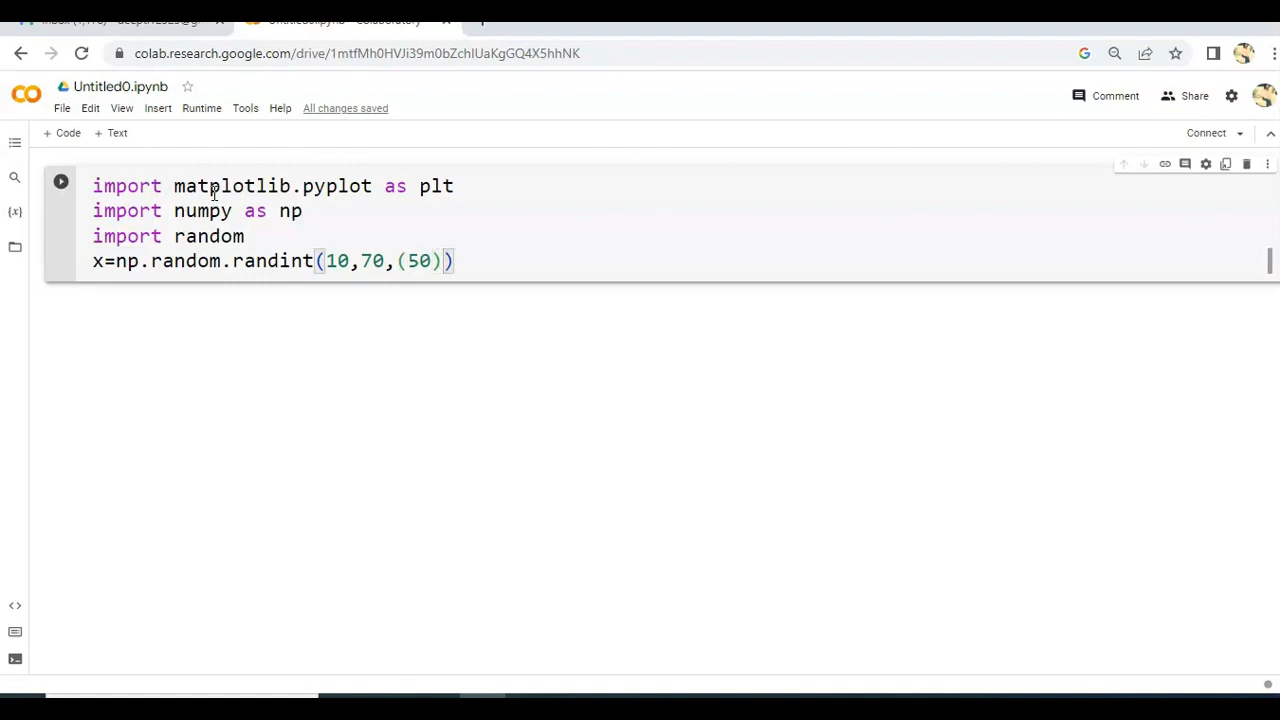 colab.research.google.com/drive/1mtfMh0HVJi39m0bZchIUaKgGQ4X5hhNK
Untitled0.ipynb
File Edit View Insert Runtime Tools Help All changes saved
Comment Share
+ Code + Text
Connect
import matplotlib.pyplot as plt
import numpy as np
import random
x=np.random.randint(10,70,(50))